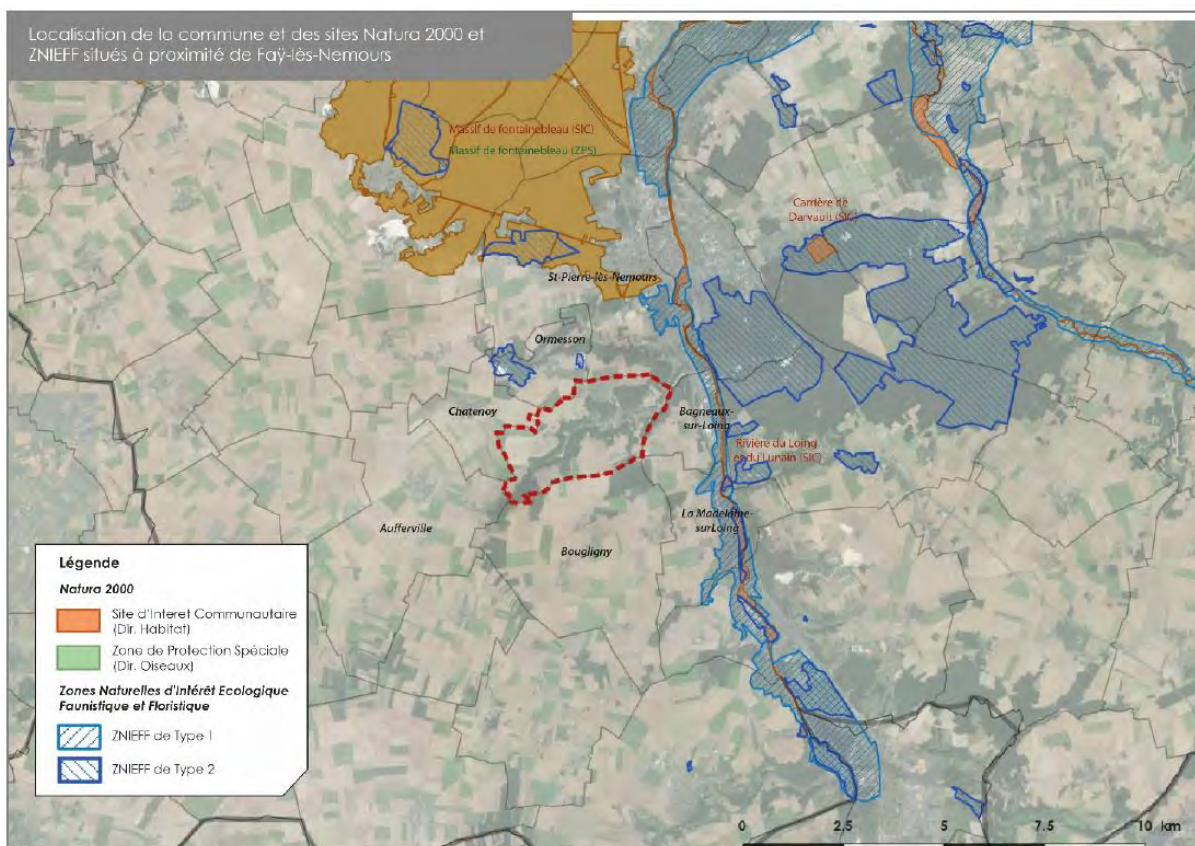 Localisation de la commune et des sites Natura 2000 et
ZNIEFF situés à proximité de Faÿ-lès-Nemours
Massif de fontainebleau (SIC)
Massif de fontainebleau (ZPS)
Carrière de
Darvault (SIC)
St-Pierre-lès-Nemours
Ormesson
Chatenoy
Bagneaux-
sur-Loing
Rivière du Loing
et du Lunain (SIC)
Aufferville
La Madelaine-
surLoing
Bougligny
Légende
Natura 2000
Site d'Interet Communautaire
(Dir. Habitat)
Zone de Protection Spéciale
(Dir. Oiseaux)
Zones Naturelles d'Intérêt Ecologique
Faunistique et Floristique
ZNIEFF de Type 1
ZNIEFF de Type 2
0 2.5 5 7.5 10 km